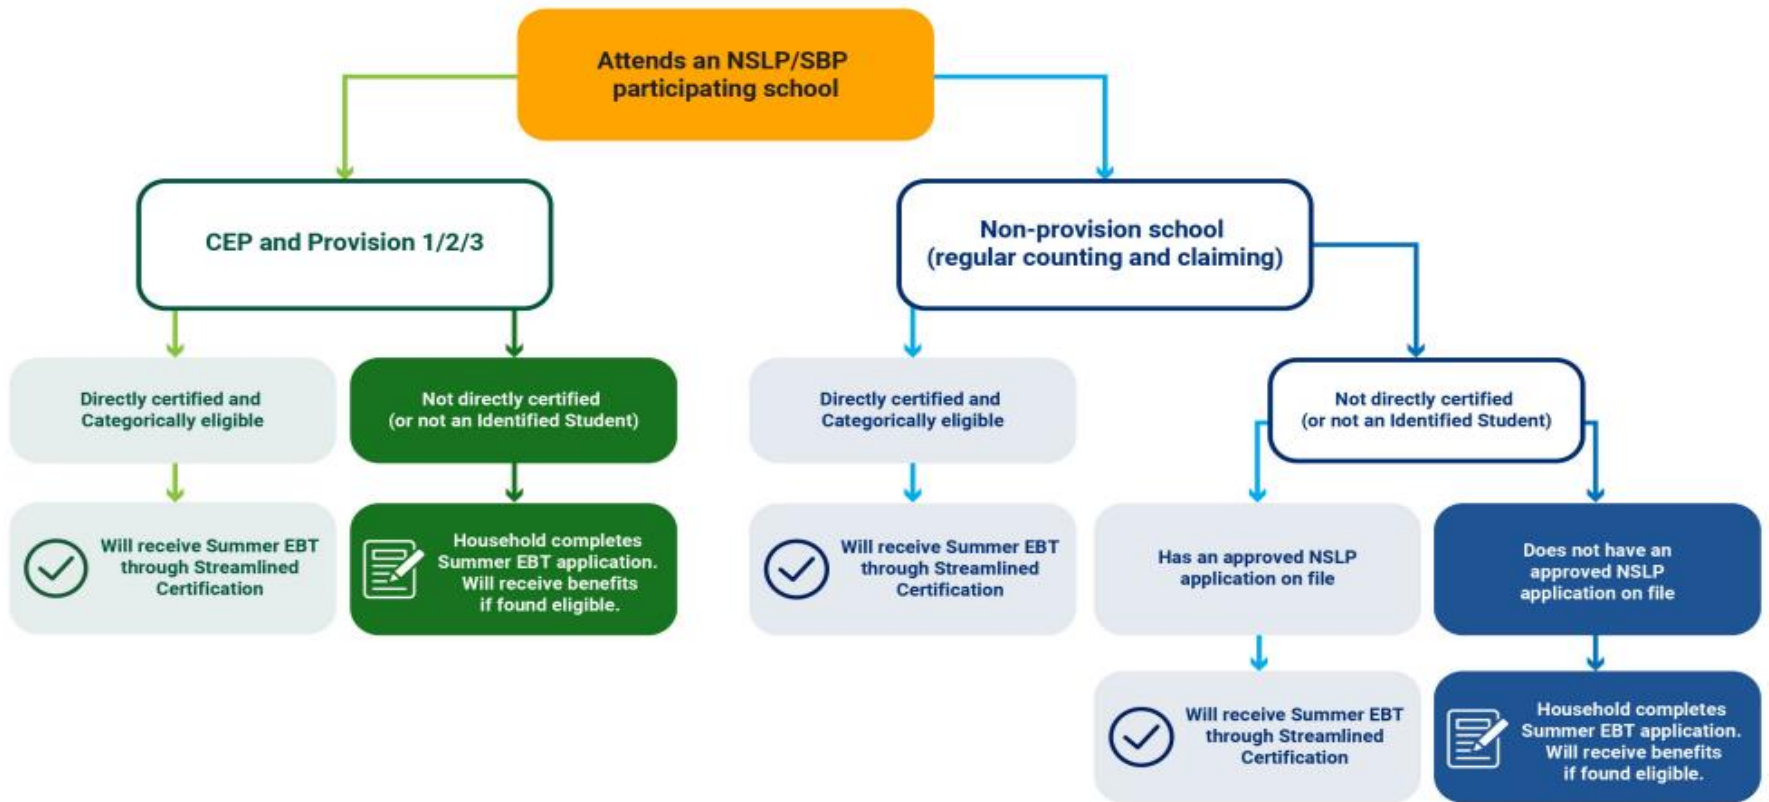 Attends an NSLP/SBP
participating school
CEP and Provision 1/2/3
Non-provision school
(regular counting and claiming)
Directly certified and
Categorically eligible
Not directly certified
(or not an Identified Student)
Directly certified and
Categorically eligible
Not directly certified
(or not an Identified Student)
Will receive Summer EBT
through Streamlined
Certification
Household completes
Summer EBT application.
Will receive benefits
if found eligible.
Will receive Summer EBT
through Streamlined
Certification
Has an approved NSLP
application on file
Does not have an
approved NSLP
application on file
Will receive Summer EBT
through Streamlined
Certification
Household completes
Summer EBT application.
Will receive benefits
if found eligible.